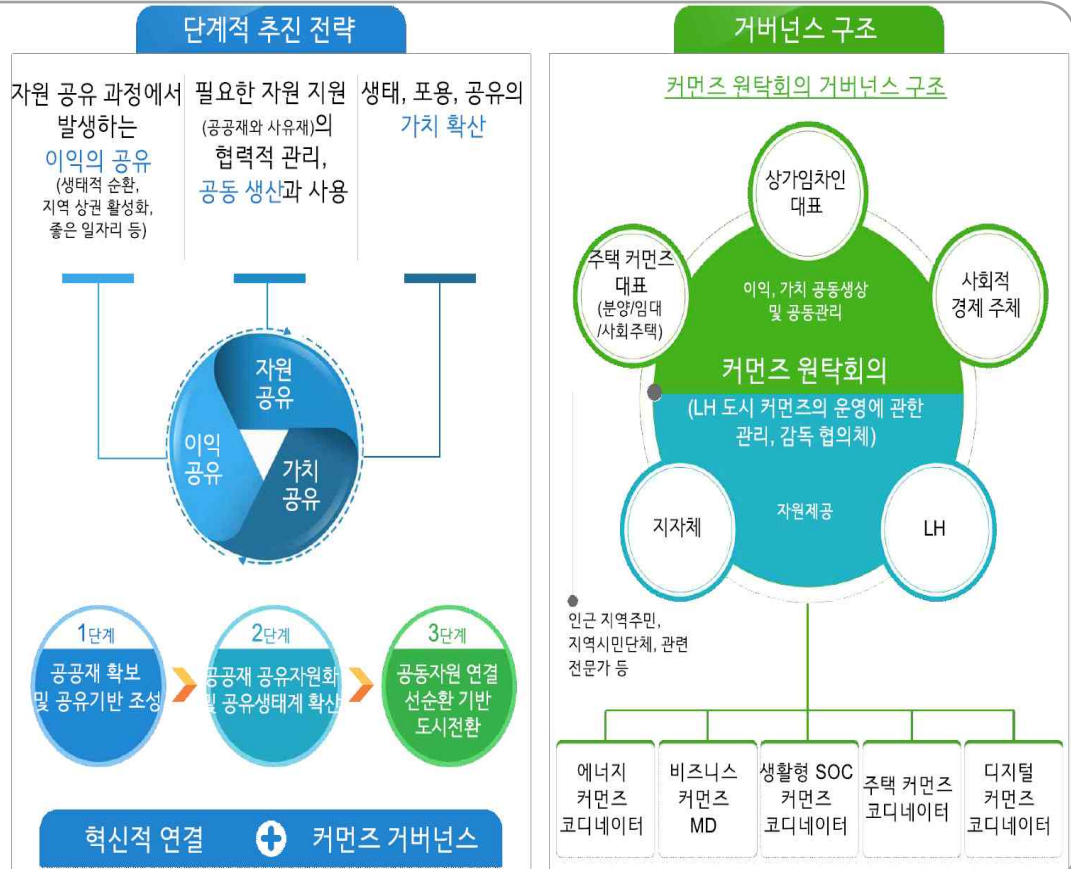 단계적 추진 전략
자원 공유 과정에서
발생하는
이익의 공유
(생태적 순환,
지역 상권 활성화,
좋은 일자리 등)
필요한 자원 지원
(공공재와 사유재)의
협력적 관리,
공동 생산과 사용
생태, 포용, 공유의
가치 확산
자원
공유
이익
공유
가치
공유
1단계
공공재 확보
및 공유기반 조성
2단계
공공재 공유자원화
및 공유생태계 확산
3단계
공동자원 연결
선순환 기반
도시전환
혁신적 연결
커먼즈 거버넌스
거버넌스 구조
커먼즈 원탁회의 거버넌스 구조
상가임차인
대표
주택 커먼즈
대표
(분양/임대
/사회주택)
사회적
경제 주체
이익, 가치 공동생상
및 공동관리
커먼즈 원탁회의
(LH 도시 커먼즈의 운영에 관한
관리, 감독 협의체)
지자체
자원제공
LH
인근 지역주민,
지역시민단체, 관련
전문가 등
에너지
커먼즈
코디네이터
비즈니스
커먼즈
MD
생활형 SOC
커먼즈
코디네이터
주택 커먼즈
코디네이터
디지털
커먼즈
코디네이터